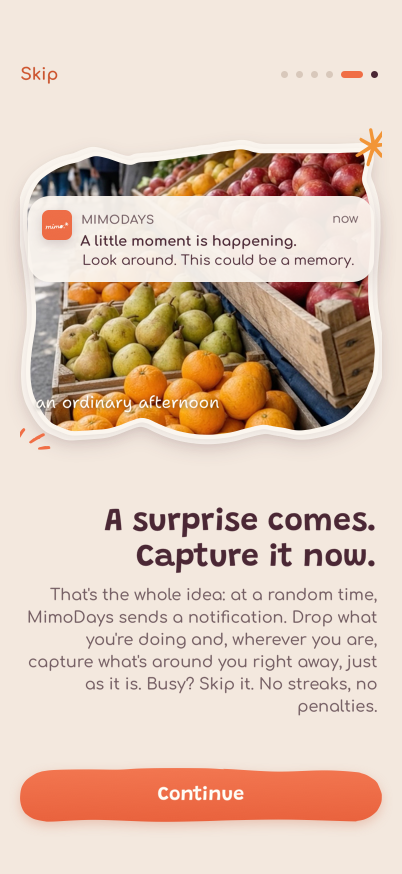 Skip
mimo.
MIMODAYS
now
A little moment is happening.
Look around. This could be a memory.
an ordinary afternoon
A surprise comes.
Capture it now.
That's the whole idea: at a random time,
MimoDays sends a notification. Drop what
you're doing and, wherever you are,
capture what's around you right away, just
as it is. Busy? Skip it. No streaks, no
penalties.
Continue